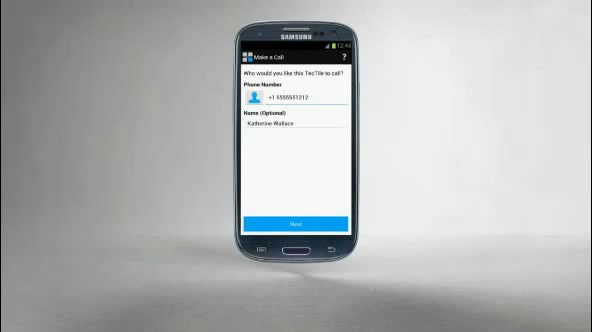 SAMSUNG
12:45
Make a Call
?
Who would you like this TecTile to call?
Phone Number
+1 5555551212
Name (Optional)
Katherine Wallace
Next